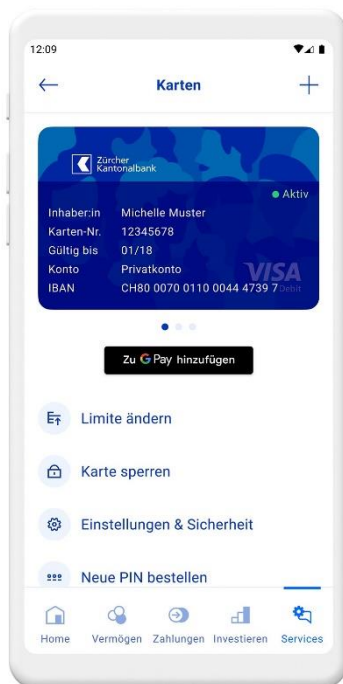 12:09
Karten
Zürcher
Kantonalbank
Aktiv
Inhaber:in Michelle Muster
Karten-Nr. 12345678
Gültig bis 01/18
Konto Privatkonto
IBAN CH80 0070 0110 0044 4739 7
VISA
Debit
Zu G Pay hinzufügen
Limite ändern
Karte sperren
Einstellungen & Sicherheit
Neue PIN bestellen
Home Vermögen Zahlungen Investieren Services